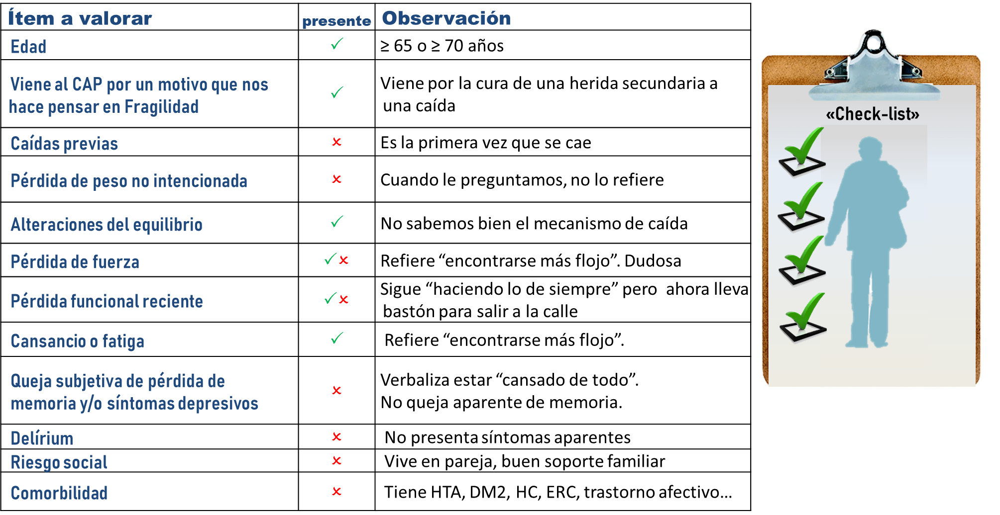 Ítem a valorar presente Observación
Edad ✓ ≥ 65 o ≥ 70 años
Viene al CAP por un motivo que nos
hace pensar en Fragilidad
✓
Viene por la cura de una herida secundaria a
una caída
Caídas previas × Es la primera vez que se cae
Pérdida de peso no intencionada × Cuando le preguntamos, no lo refiere
Alteraciones del equilibrio ✓ No sabemos bien el mecanismo de caída
Pérdida de fuerza ✓× Refiere “encontrarse más flojo”. Dudosa
Pérdida funcional reciente ✓×
Sigue “haciendo lo de siempre” pero ahora lleva
bastón para salir a la calle
Cansancio o fatiga ✓ Refiere “encontrarse más flojo”.
Queja subjetiva de pérdida de
memoria y/o síntomas depresivos
×
Verbaliza estar “cansado de todo”.
No queja aparente de memoria.
Delírium × No presenta síntomas aparentes
Riesgo social × Vive en pareja, buen soporte familiar
Comorbilidad × Tiene HTA, DM2, HC, ERC, trastorno afectivo...
«Check-list»